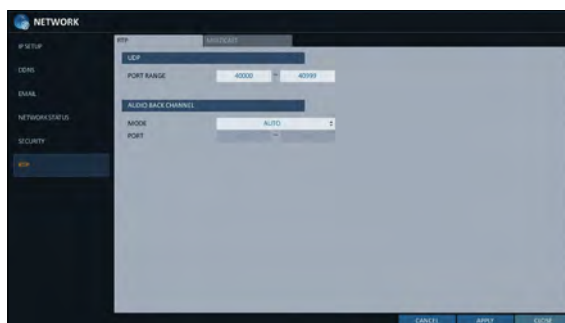 NETWORK
IP SETUP
DDNS
EMAIL
NETWORK STATUS
SECURITY
RTP
RTP MULTICAST
UDP
PORT RANGE 40000 ~ 40999
AUDIO BACK CHANNEL
MODE AUTO
PORT ~
CANCEL APPLY CLOSE